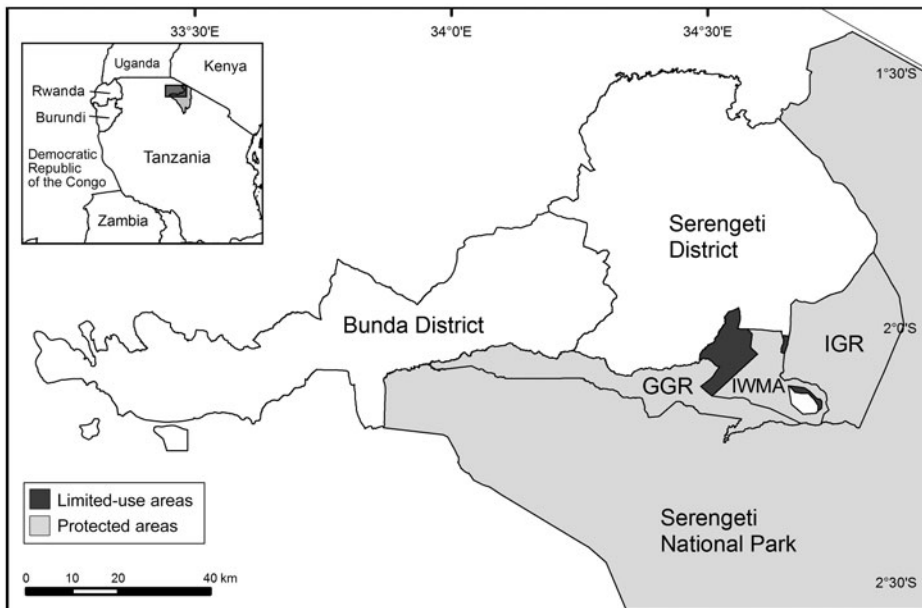 33°30'E
34°0'E
34°30'E
Uganda
Kenya
Rwanda
Burundi
Democratic
Republic
of the Congo
Tanzania
Zambia
1°30'S
Serengeti
District
Bunda District
2°0'S
IGR
GGR
IWMA
Limited-use areas
Protected areas
Serengeti
National Park
0 10 20 40 km
2°30'S